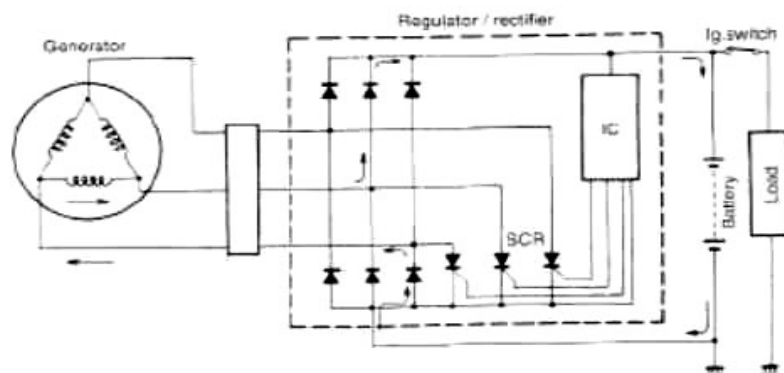 Regulator / rectifier
Ig. switch
Generator
IC
SCR
Battery
Load